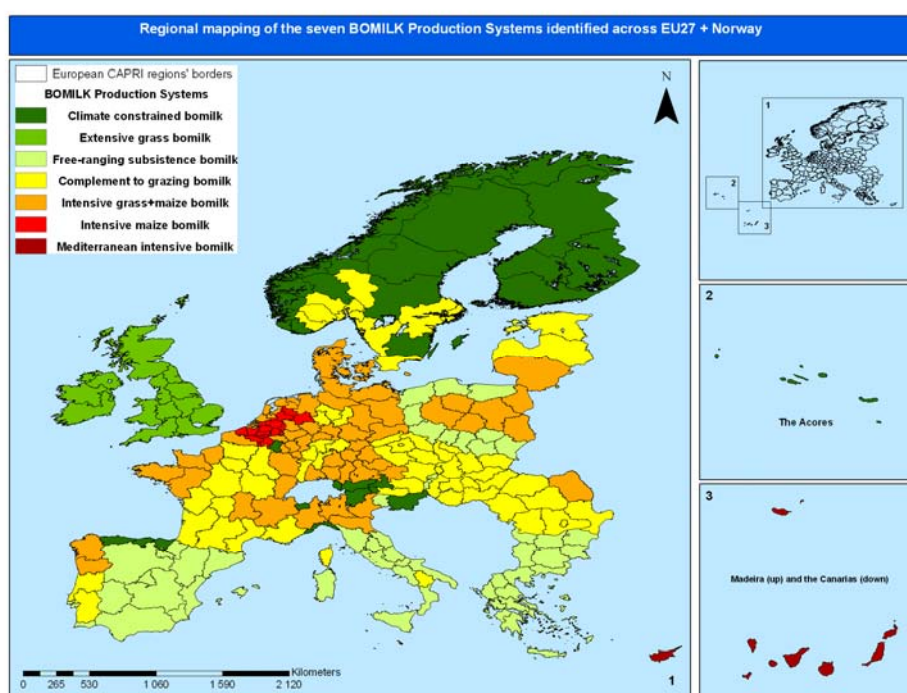 Regional mapping of the seven BOMILK Production Systems identified across EU27 + Norway
European CAPRI regions' borders
BOMILK Production Systems
Climate constrained bomilk
Extensive grass bomilk
Free-ranging subsistence bomilk
Complement to grazing bomilk
Intensive grass+maize bomilk
Intensive maize bomilk
Mediterranean intensive bomilk
N
Kilometers
0 265 530 1 060 1 590 2 120
1
1
2
3
2
The Acores
3
Madeira (up) and the Canarias (down)